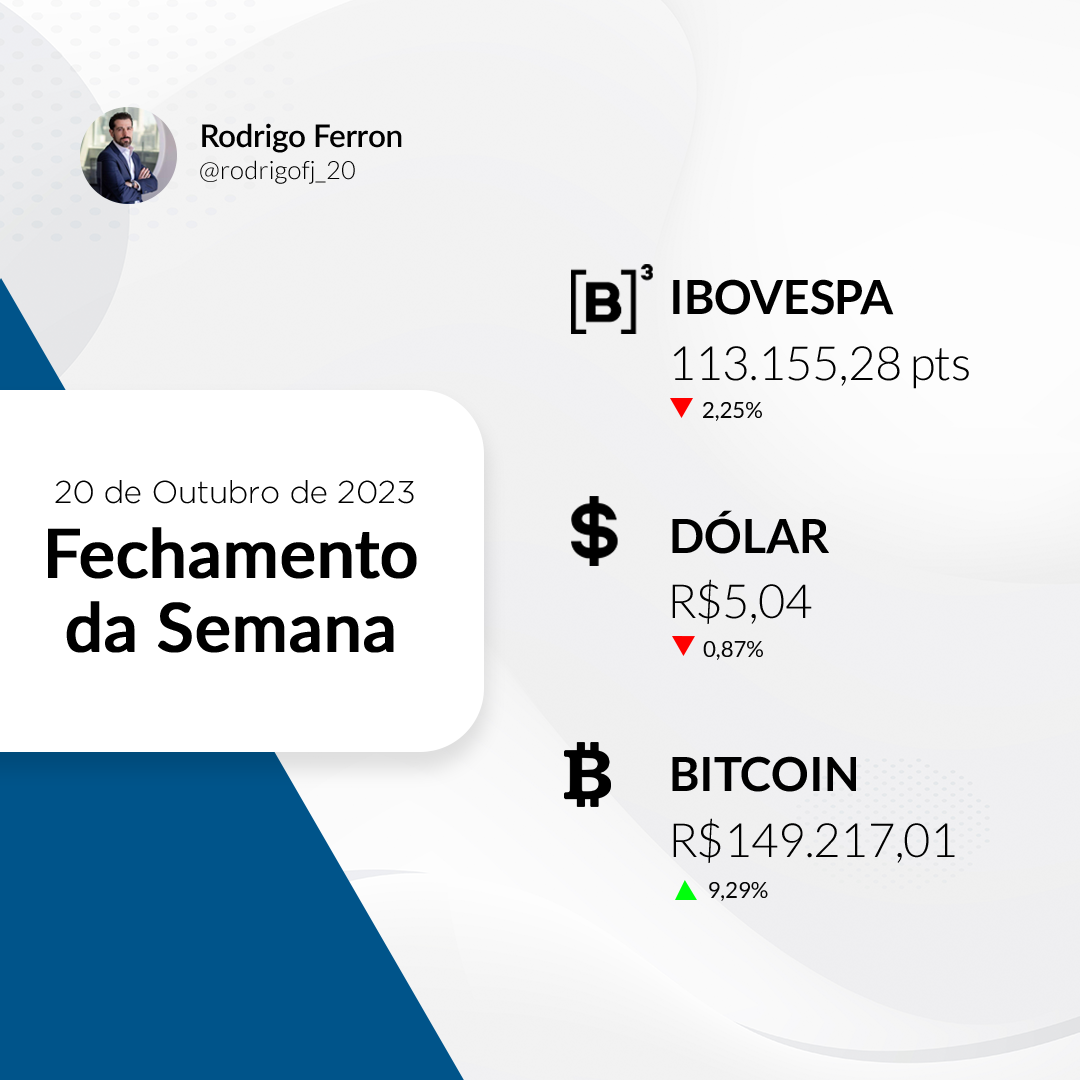 Rodrigo Ferron
@rodrigofj_20
20 de Outubro de 2023
Fechamento
da Semana
[B]³ IBOVESPA
113.155,28 pts
2,25%
$ DÓLAR
R$5,04
0,87%
₿ BITCOIN
R$149.217,01
9,29%